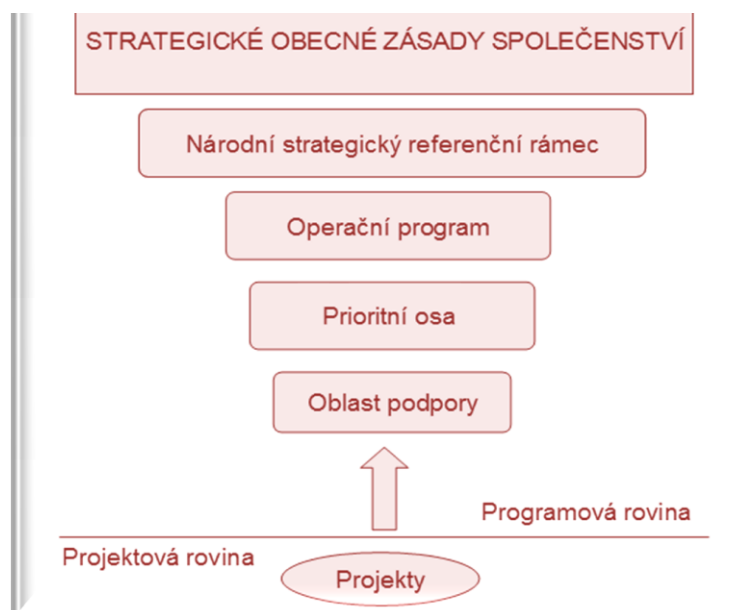 STRATEGICKÉ OBECNÉ ZÁSADY SPOLEČENSTVÍ
Národní strategický referenční rámec
Operační program
Prioritní osa
Oblast podpory
Programová rovina
Projektová rovina
Projekty